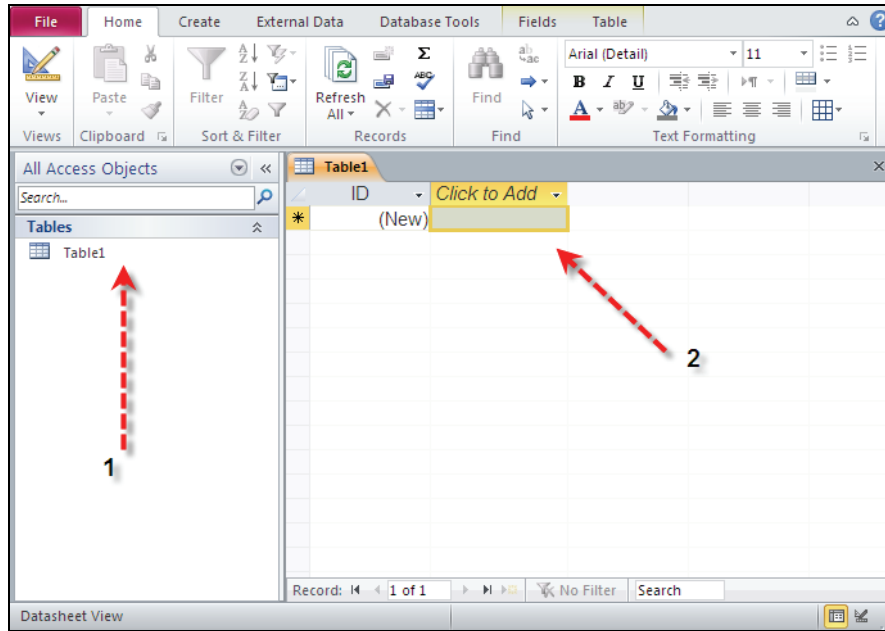 File Home Create External Data Database Tools Fields Table
View Paste Filter Refresh All Find Arial (Detail) 11
B I U
A
Views Clipboard Sort & Filter Records Find Text Formatting
All Access Objects Table1
Search... ID Click to Add
Tables (New)
Table1
2
1
Record: 1 of 1 No Filter Search
Datasheet View